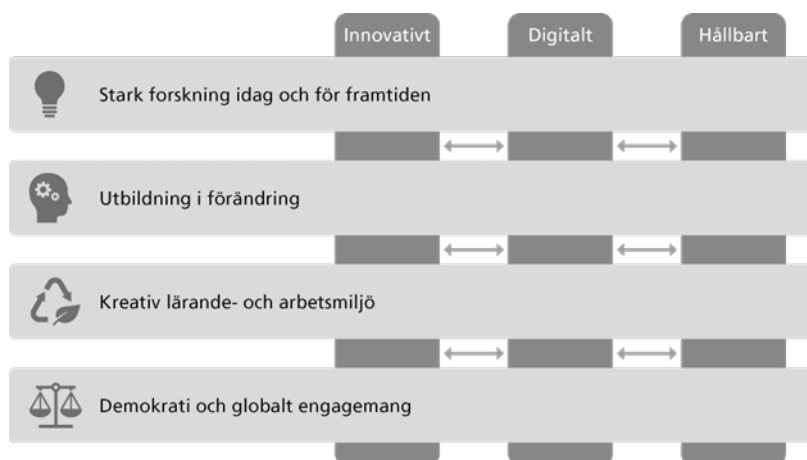 Innovativt
Digitalt
Hållbart
Stark forskning idag och för framtiden
Utbildning i förändring
Kreativ lärande- och arbetsmiljö
Demokrati och globalt engagemang